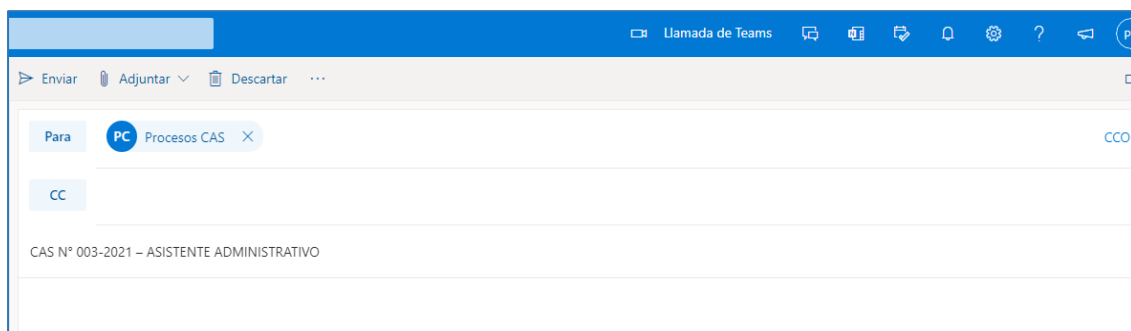 Llamada de Teams
Enviar Adjuntar Descartar ...
Para PC Procesos CAS CCO
CC
CAS N° 003-2021 – ASISTENTE ADMINISTRATIVO